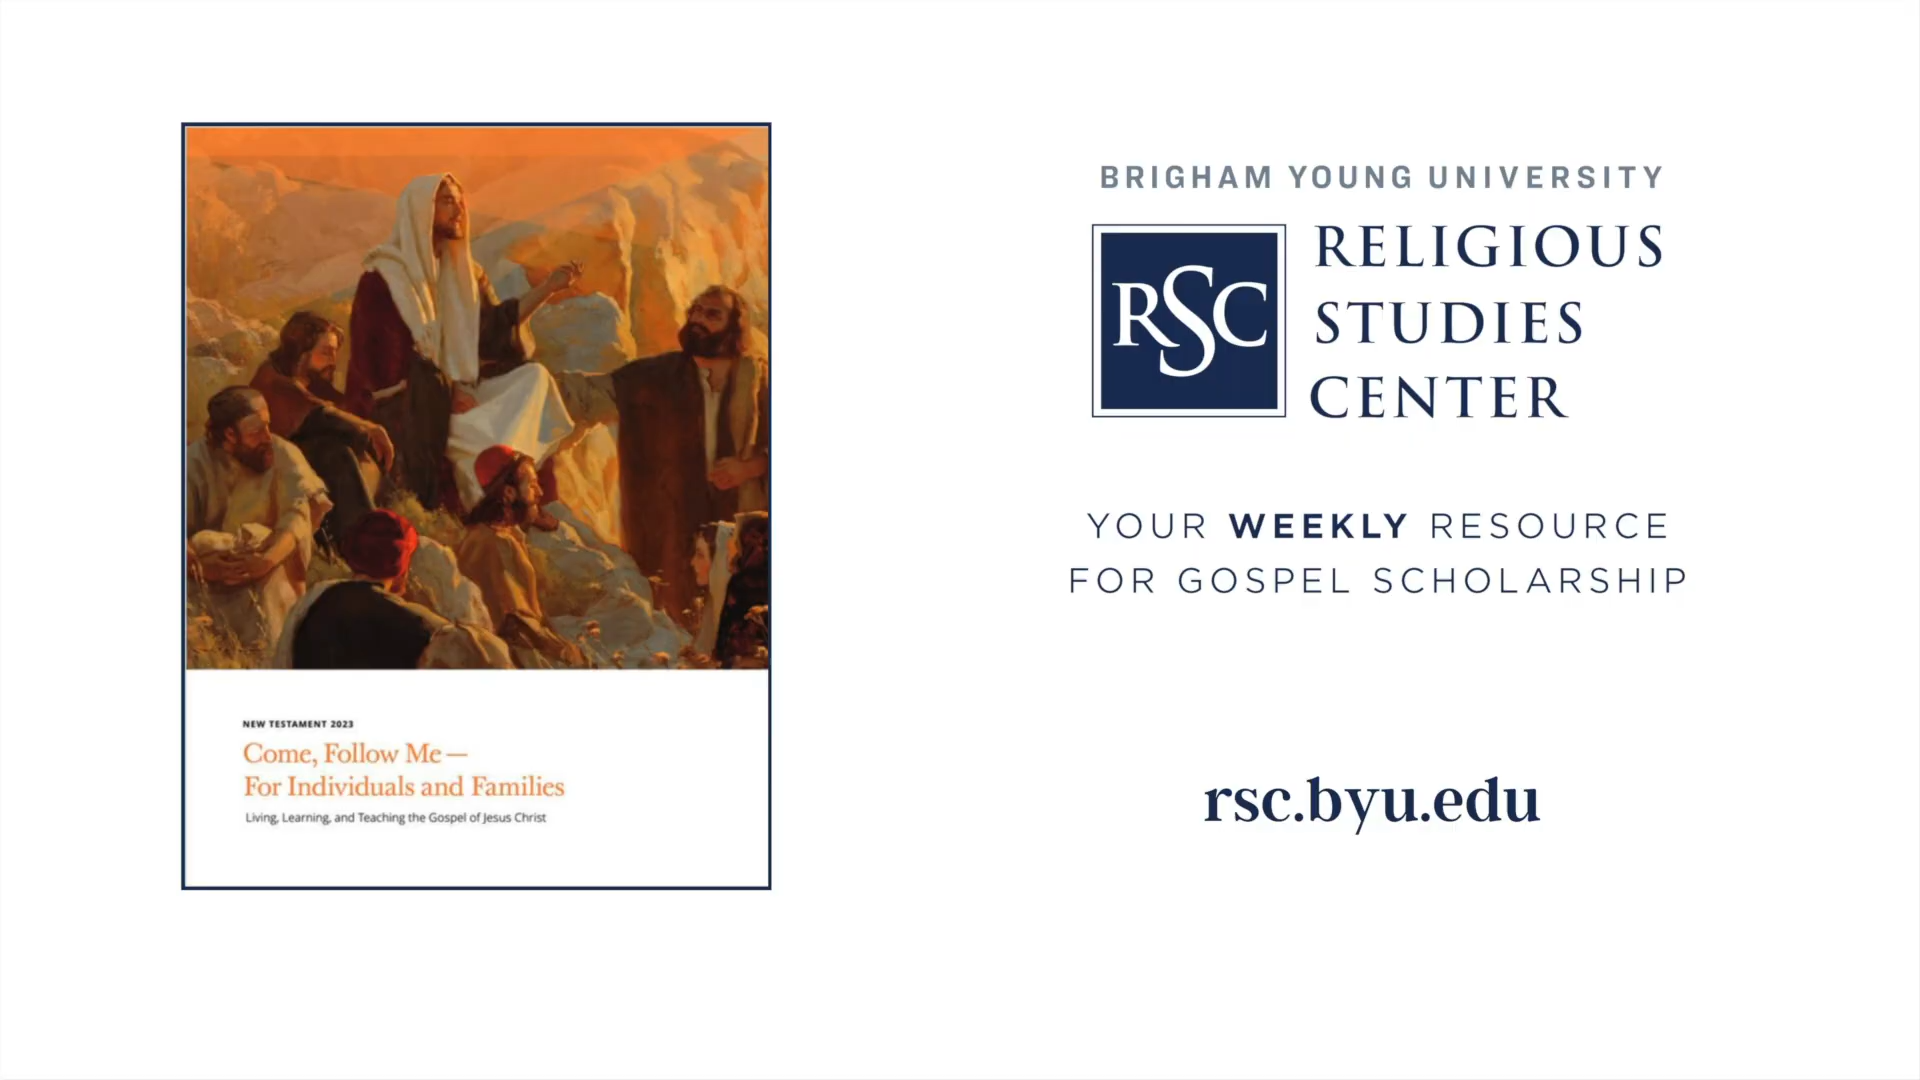 NEW TESTAMENT 2023
Come, Follow Me—
For Individuals and Families
Living, Learning, and Teaching the Gospel of Jesus Christ
BRIGHAM YOUNG UNIVERSITY
RSC
RELIGIOUS
STUDIES
CENTER
YOUR WEEKLY RESOURCE
FOR GOSPEL SCHOLARSHIP
rsc.byu.edu